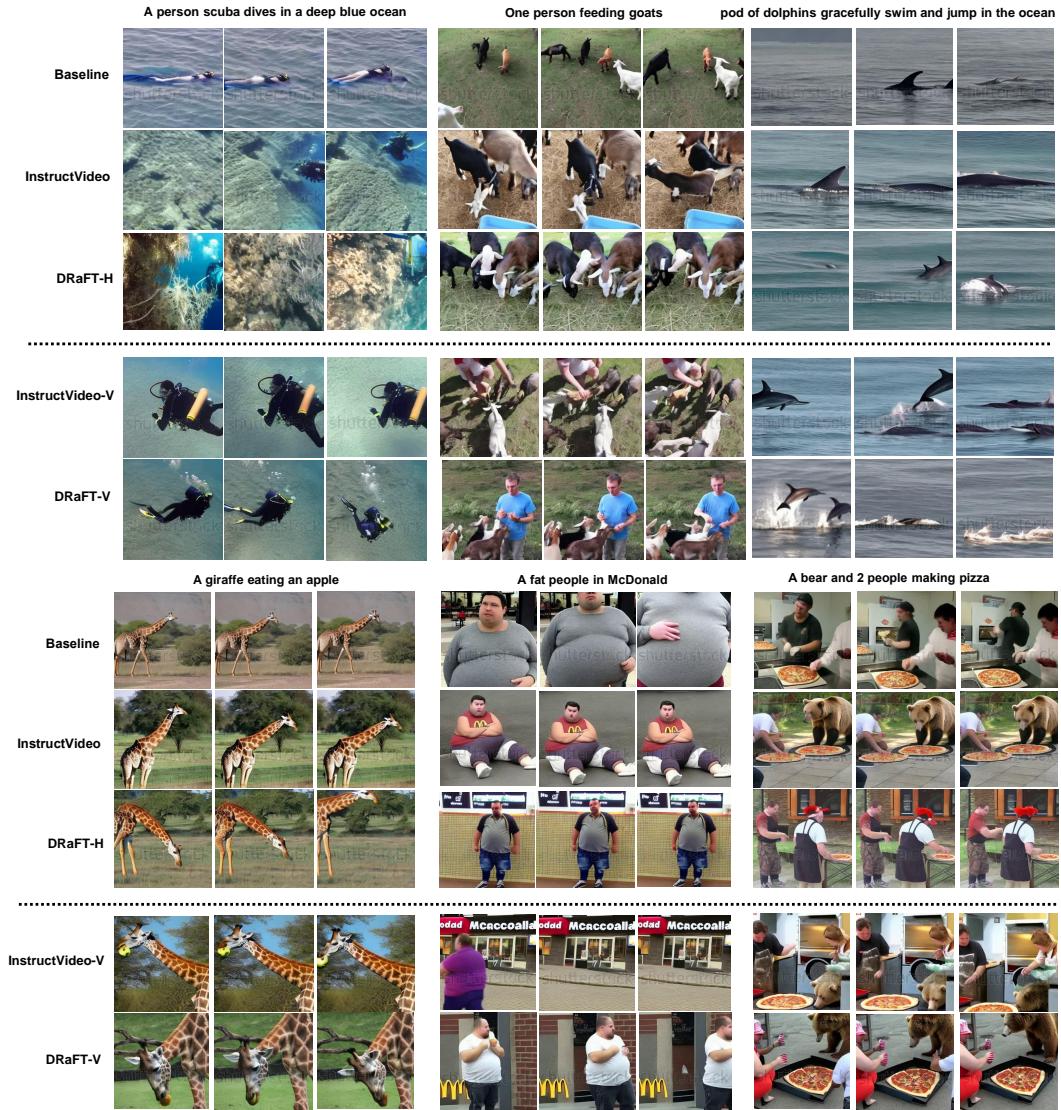 A person scuba dives in a deep blue ocean
One person feeding goats
pod of dolphins gracefully swim and jump in the ocean
Baseline
InstructVideo
DRaFT-H
InstructVideo-V
DRaFT-V
A giraffe eating an apple
A fat people in McDonald
A bear and 2 people making pizza
Baseline
InstructVideo
DRaFT-H
InstructVideo-V
odad Mcaccoalla
DRaFT-V